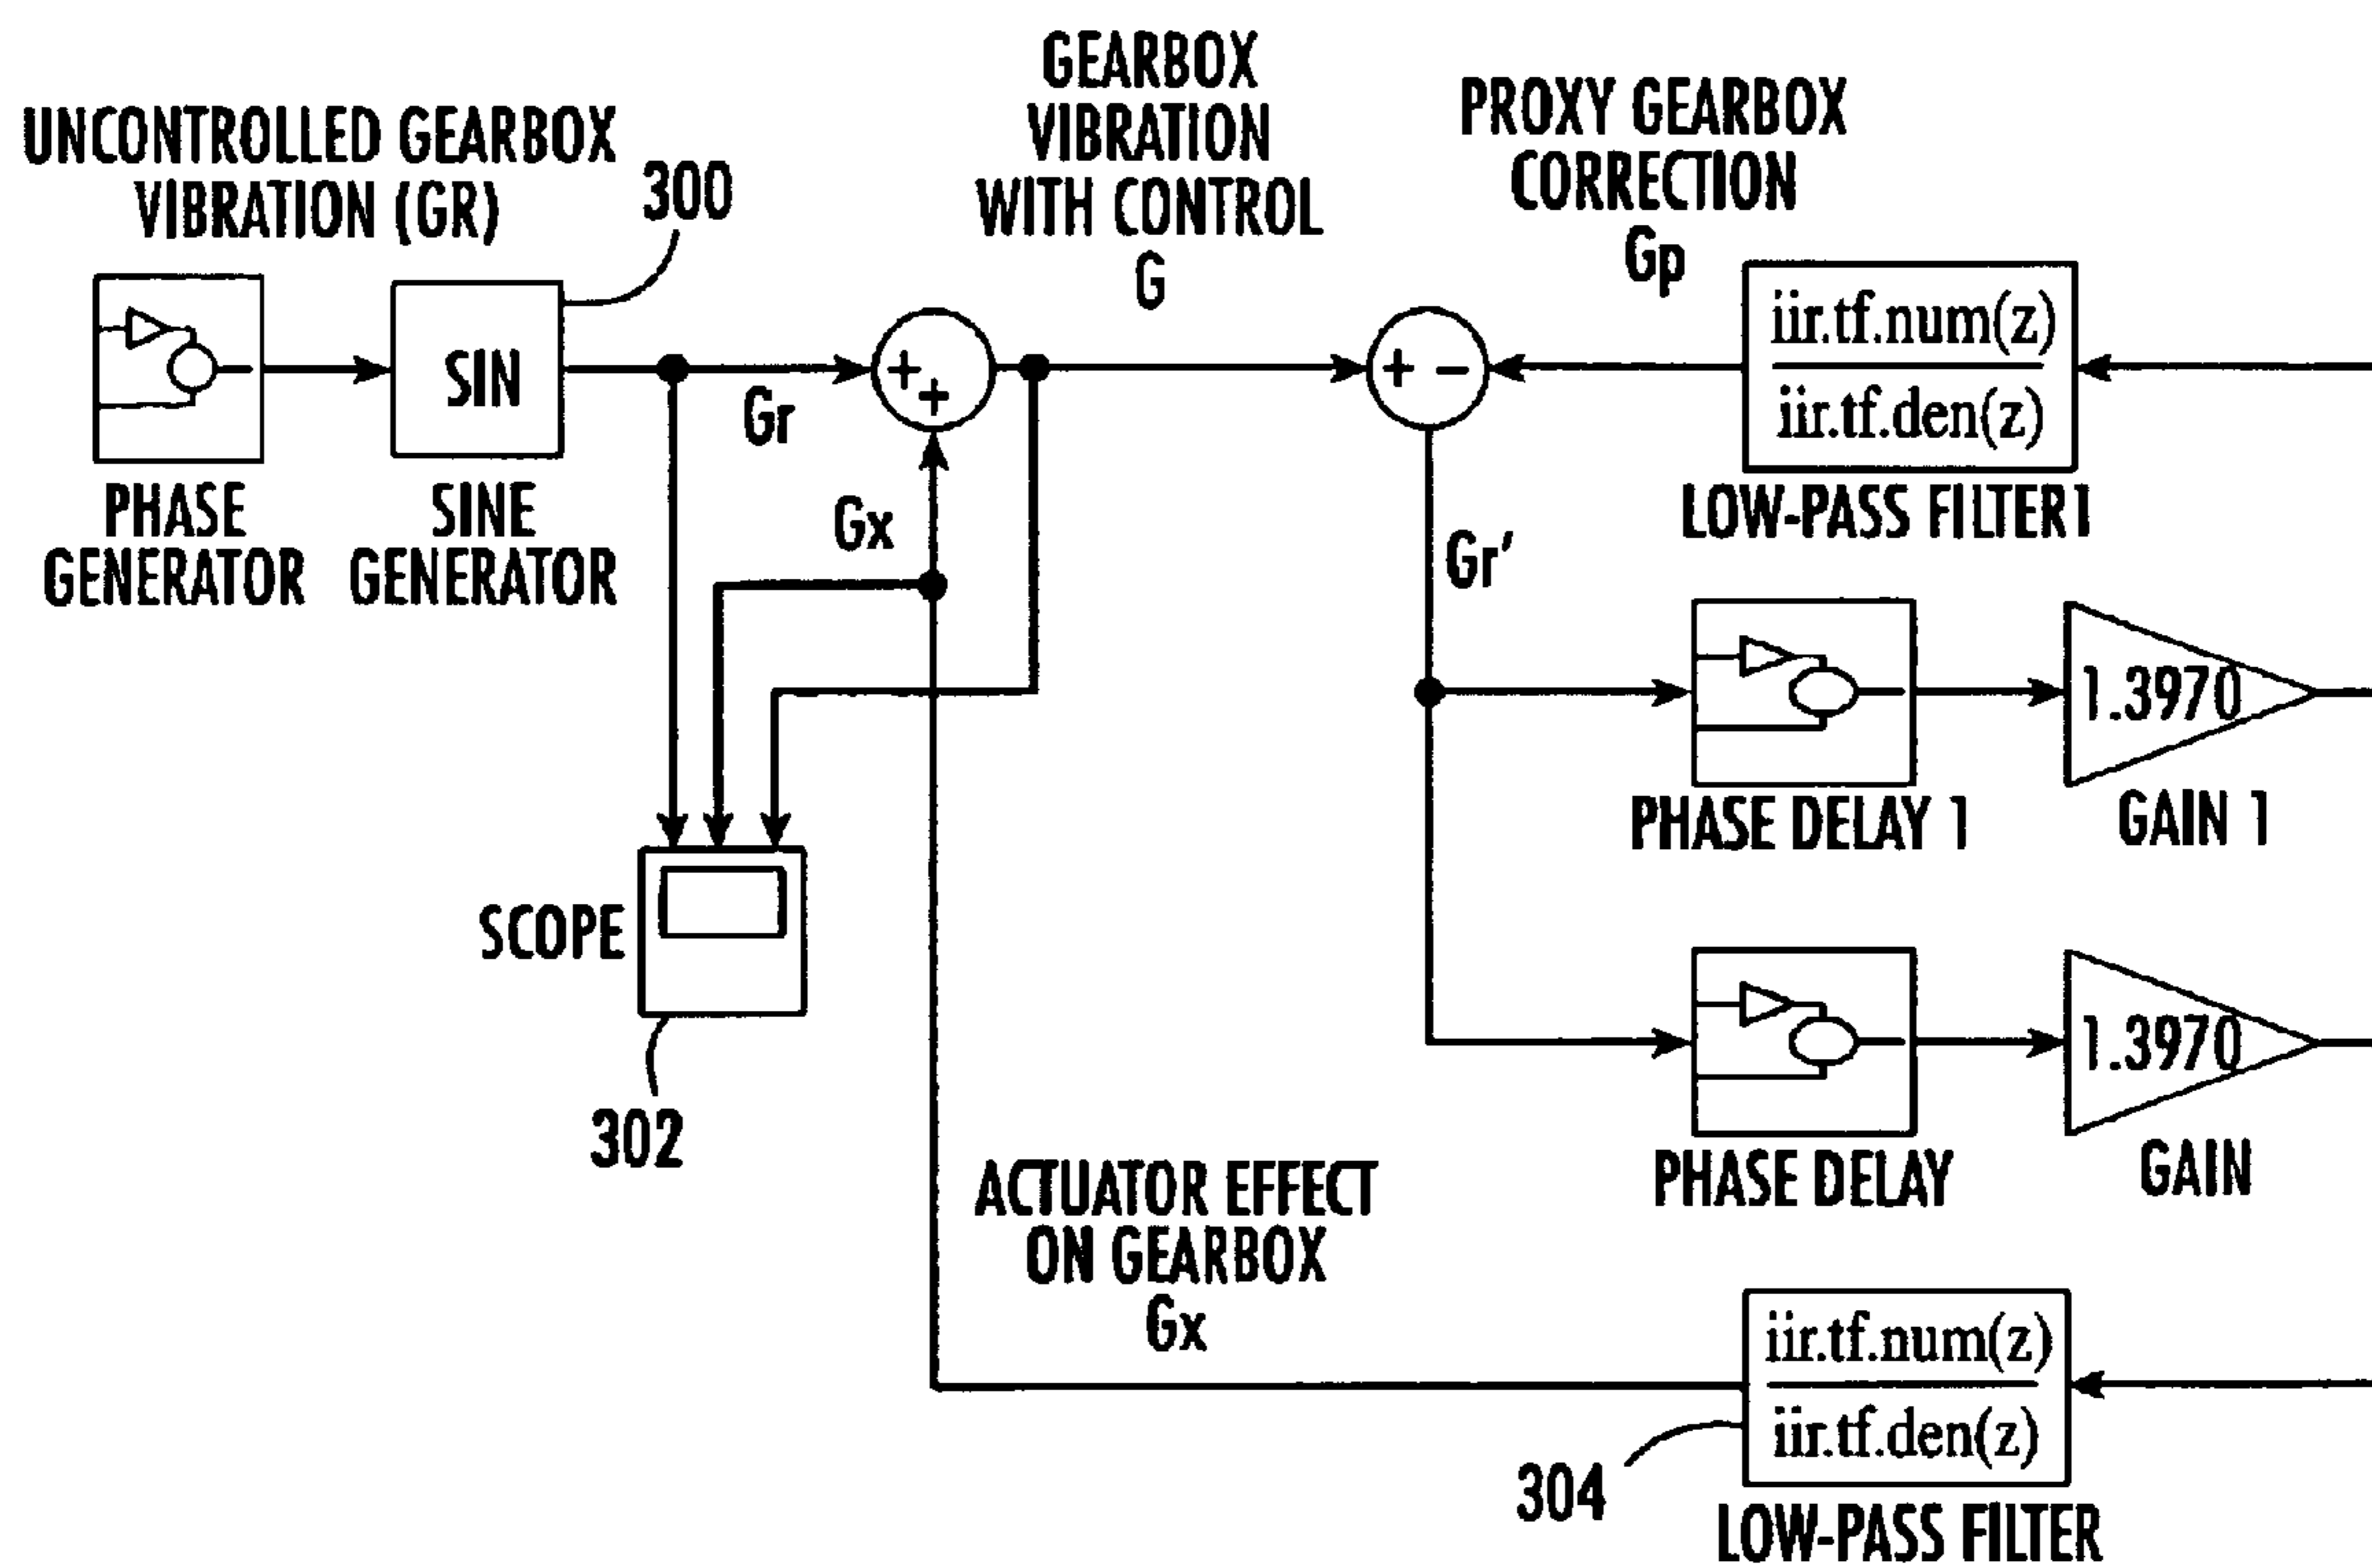 UNCONTROLLED GEARBOX
VIBRATION (GR)
300
GEARBOX
VIBRATION
WITH CONTROL
G
PROXY GEARBOX
CORRECTION
Gp
SIN
PHASE
GENERATOR
SINE
GENERATOR
Gr
+
+
+ -
iir.tf.num(z)
iir.tf.den(z)
LOW-PASS FILTER1
Gx
Gr'
1.3970
PHASE DELAY 1
GAIN 1
SCOPE
302
1.3970
PHASE DELAY
GAIN
ACTUATOR EFFECT
ON GEARBOX
Gx
iir.tf.num(z)
iir.tf.den(z)
304
LOW-PASS FILTER